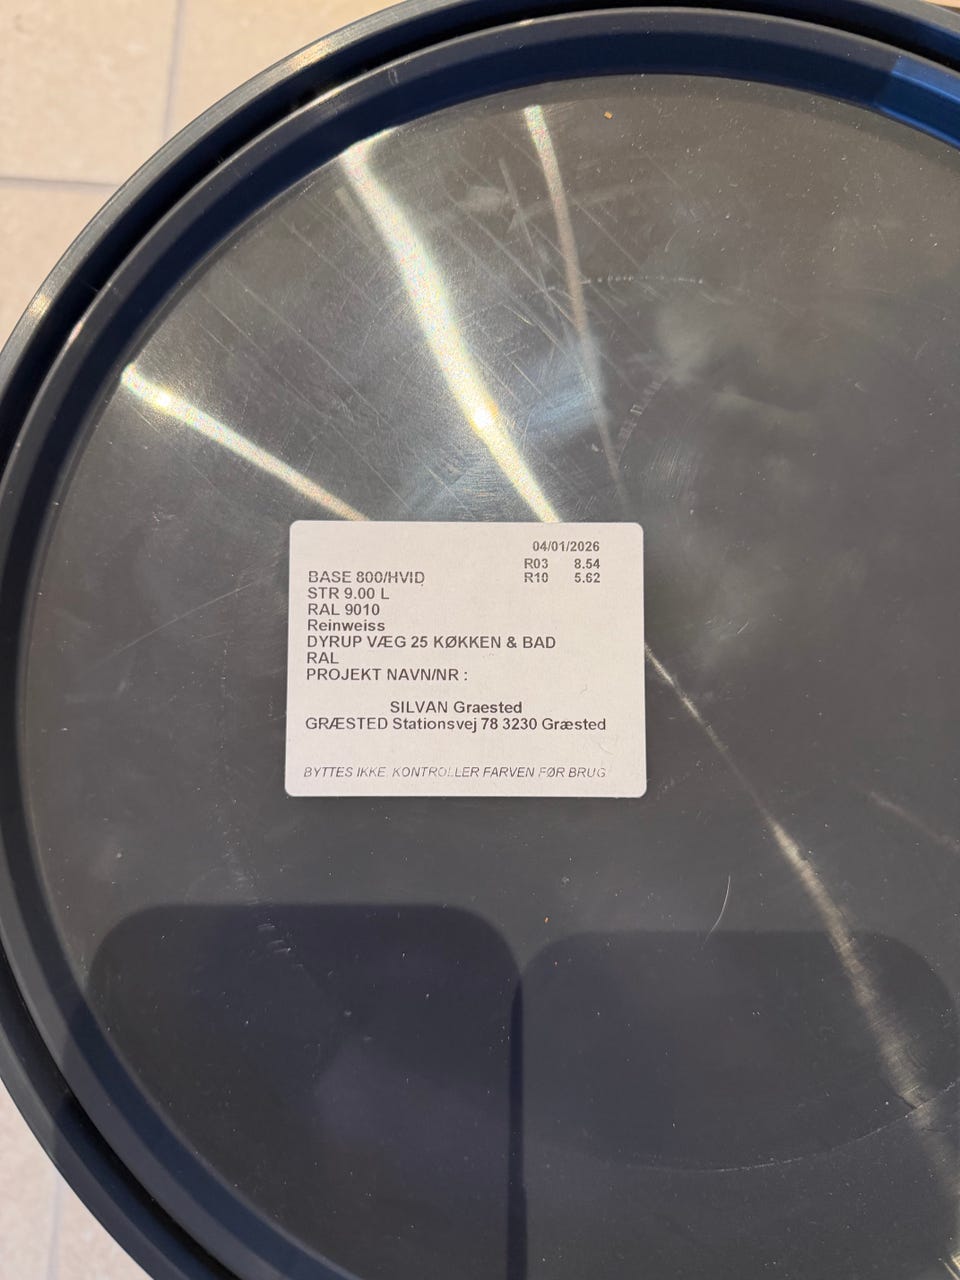 04/01/2026
R03 8.54
R10 5.62
BASE 800/HVID
STR 9.00 L
RAL 9010
Reinweiss
DYRUP VÆG 25 KØKKEN & BAD
RAL
PROJEKT NAVN/NR :
SILVAN Graested
GRÆSTED Stationsvej 78 3230 Græsted
BYTTES IKKE, KONTROLLER FARVEN FØR BRUG